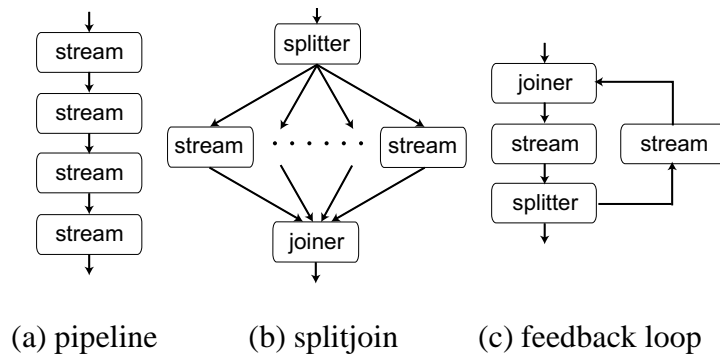 stream
stream
stream
stream
(a) pipeline
splitter
stream
stream
joiner
(b) splitjoin
joiner
stream
stream
splitter
(c) feedback loop